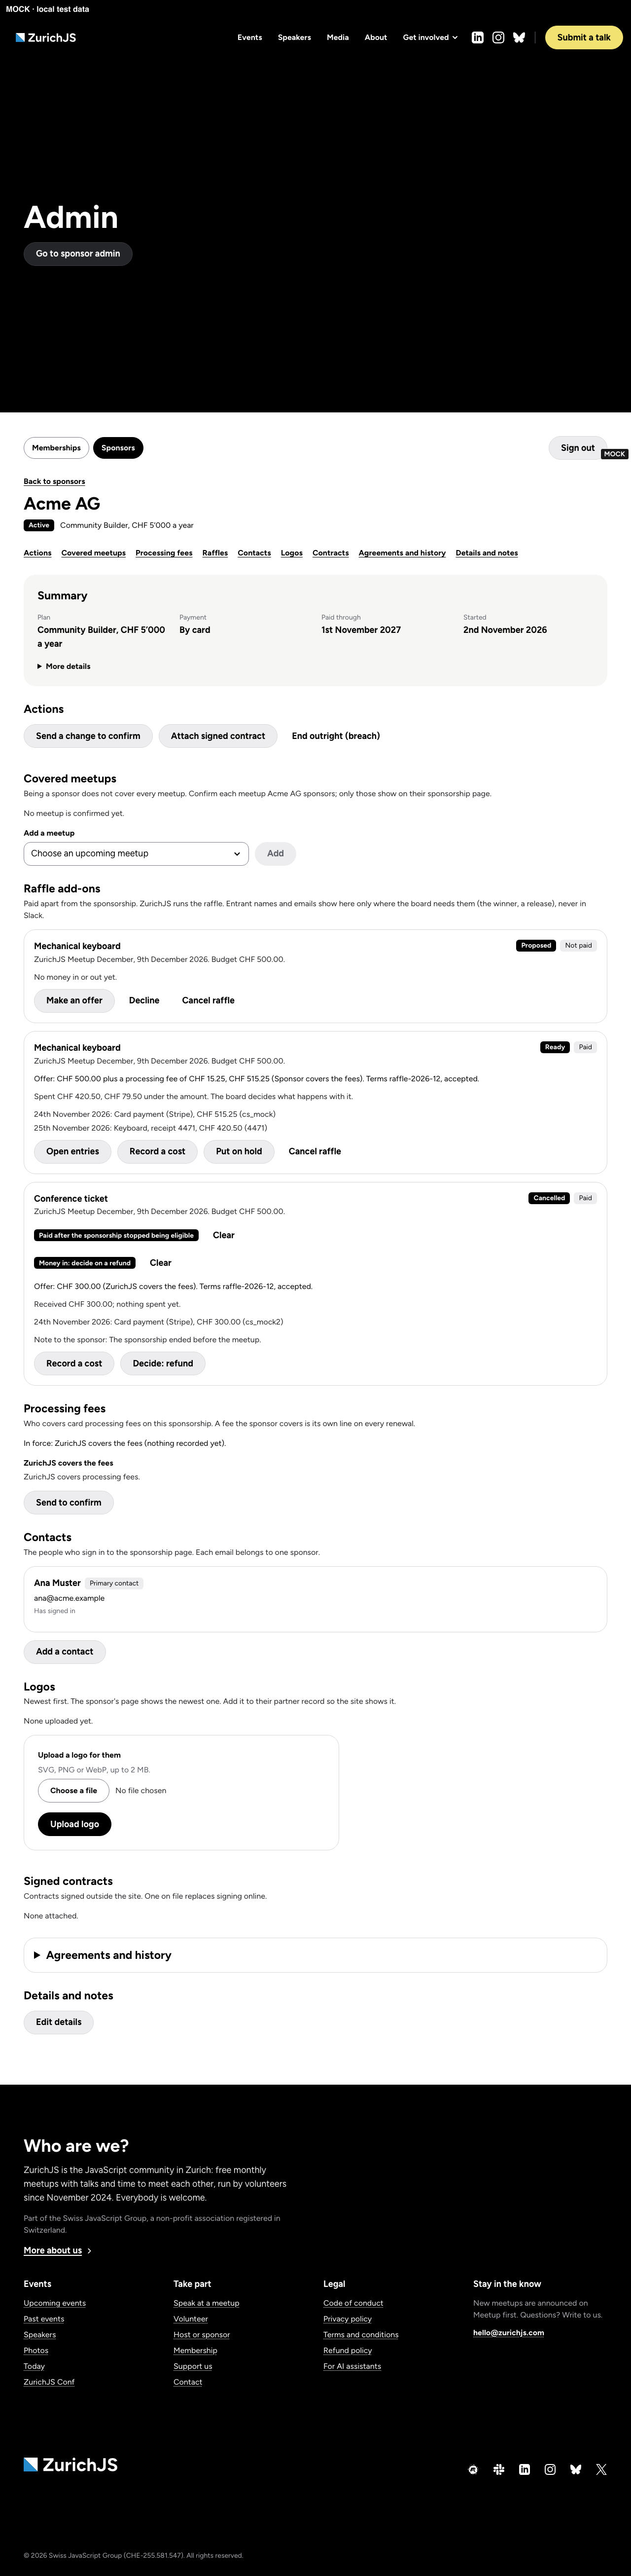 MOCK · local test data
ZurichJS
Events
Speakers
Media
About
Get involved
Submit a talk
Admin
Go to sponsor admin
Memberships
Sponsors
Sign out
MOCK
Back to sponsors
Acme AG
Active
Community Builder, CHF 5'000 a year
Actions
Covered meetups
Processing fees
Raffles
Contacts
Logos
Contracts
Agreements and history
Details and notes
Summary
Plan
Community Builder, CHF 5'000
a year
Payment
By card
Paid through
1st November 2027
Started
2nd November 2026
More details
Actions
Send a change to confirm
Attach signed contract
End outright (breach)
Covered meetups
Being a sponsor does not cover every meetup. Confirm each meetup Acme AG sponsors; only those show on their sponsorship page.
No meetup is confirmed yet.
Add a meetup
Choose an upcoming meetup
Add
Raffle add-ons
Paid apart from the sponsorship. ZurichJS runs the raffle. Entrant names and emails show here only where the board needs them (the winner, a release), never in
Slack.
Mechanical keyboard
Proposed
Not paid
ZurichJS Meetup December, 9th December 2026. Budget CHF 500.00.
No money in or out yet.
Make an offer
Decline
Cancel raffle
Mechanical keyboard
Ready
Paid
ZurichJS Meetup December, 9th December 2026. Budget CHF 500.00.
Offer: CHF 500.00 plus a processing fee of CHF 15.25, CHF 515.25 (Sponsor covers the fees). Terms raffle-2026-12, accepted.
Spent CHF 420.50, CHF 79.50 under the amount. The board decides what happens with it.
24th November 2026: Card payment (Stripe), CHF 515.25 (cs_mock)
25th November 2026: Keyboard, receipt 4471, CHF 420.50 (4471)
Open entries
Record a cost
Put on hold
Cancel raffle
Conference ticket
Cancelled
Paid
ZurichJS Meetup December, 9th December 2026. Budget CHF 500.00.
Paid after the sponsorship stopped being eligible
Clear
Money in: decide on a refund
Clear
Offer: CHF 300.00 (ZurichJS covers the fees). Terms raffle-2026-12, accepted.
Received CHF 300.00; nothing spent yet.
24th November 2026: Card payment (Stripe), CHF 300.00 (cs_mock2)
Note to the sponsor: The sponsorship ended before the meetup.
Record a cost
Decide: refund
Processing fees
Who covers card processing fees on this sponsorship. A fee the sponsor covers is its own line on every renewal.
In force: ZurichJS covers the fees (nothing recorded yet).
ZurichJS covers the fees
ZurichJS covers processing fees.
Send to confirm
Contacts
The people who sign in to the sponsorship page. Each email belongs to one sponsor.
Ana Muster
Primary contact
ana@acme.example
Has signed in
Add a contact
Logos
Newest first. The sponsor's page shows the newest one. Add it to their partner record so the site shows it.
None uploaded yet.
Upload a logo for them
SVG, PNG or WebP, up to 2 MB.
Choose a file
No file chosen
Upload logo
Signed contracts
Contracts signed outside the site. One on file replaces signing online.
None attached.
Agreements and history
Details and notes
Edit details
Who are we?
ZurichJS is the JavaScript community in Zurich: free monthly
meetups with talks and time to meet each other, run by volunteers
since November 2024. Everybody is welcome.
Part of the Swiss JavaScript Group, a non-profit association registered in
Switzerland.
More about us
Events
Upcoming events
Past events
Speakers
Photos
Today
ZurichJS Conf
Take part
Speak at a meetup
Volunteer
Host or sponsor
Membership
Support us
Contact
Legal
Code of conduct
Privacy policy
Terms and conditions
Refund policy
For AI assistants
Stay in the know
New meetups are announced on
Meetup first. Questions? Write to us.
hello@zurichjs.com
ZurichJS
© 2026 Swiss JavaScript Group (CHE-255.581.547). All rights reserved.